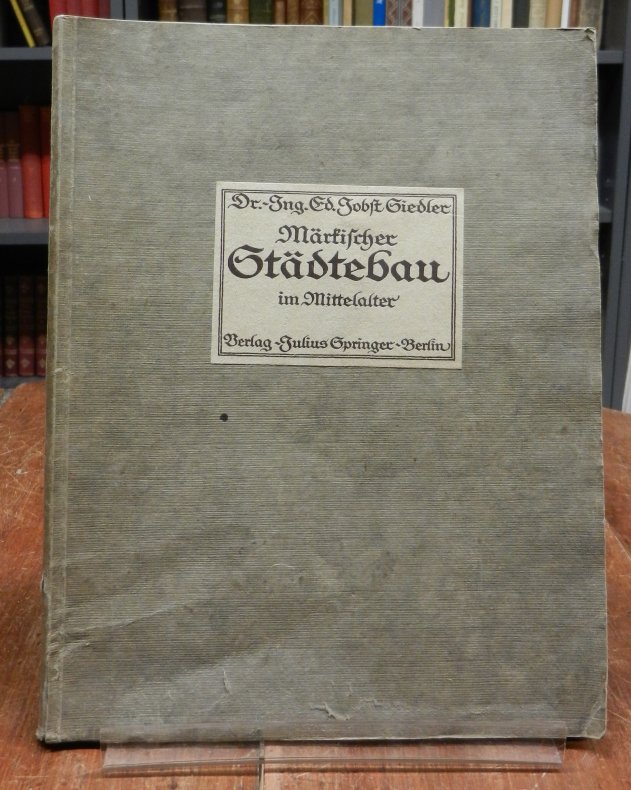 Dr.-Ing. Ed. Jobst Siedler
Märkischer
Städtebau
im Mittelalter
Verlag - Julius Springer - Berlin